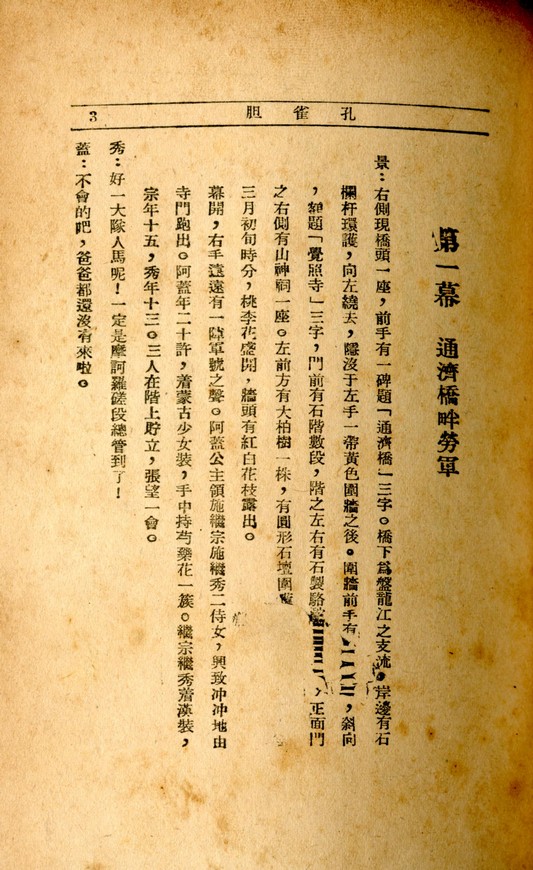 孔雀胆
3
第一幕　通濟橋畔勞軍
景：右側現橋頭一座，前手有一碑題「通濟橋」三字。橋下爲盤龍江之支流。岸邊有石
欄杆環護，向左繞去，隱沒于左手一帶黃色圍牆之後。圍牆前手有，斜向
，額題「覺照寺」三字，門前有石階數段，階之左右有石製駱，正面門
之右側有山神祠一座。左前方有大柏樹一株，有圓形石壇圍
三月初旬時分，桃李花盛開，牆頭有紅白花枝露出。
幕開，右手遠遠有一陣軍號之聲。阿蓋公主領施繼宗施繼秀二侍女，興致冲冲地由
寺門跑出。阿蓋年二十許，着蒙古少女裝，手中持芍藥花一簇。繼宗繼秀着漢裝，
宗年十五，秀年十三。三人在階上貯立，張望一會。
秀：好一大隊人馬呢！一定是摩訶羅嵯段總管到了！
蓋：不會的吧，爸爸都還沒有來啦。